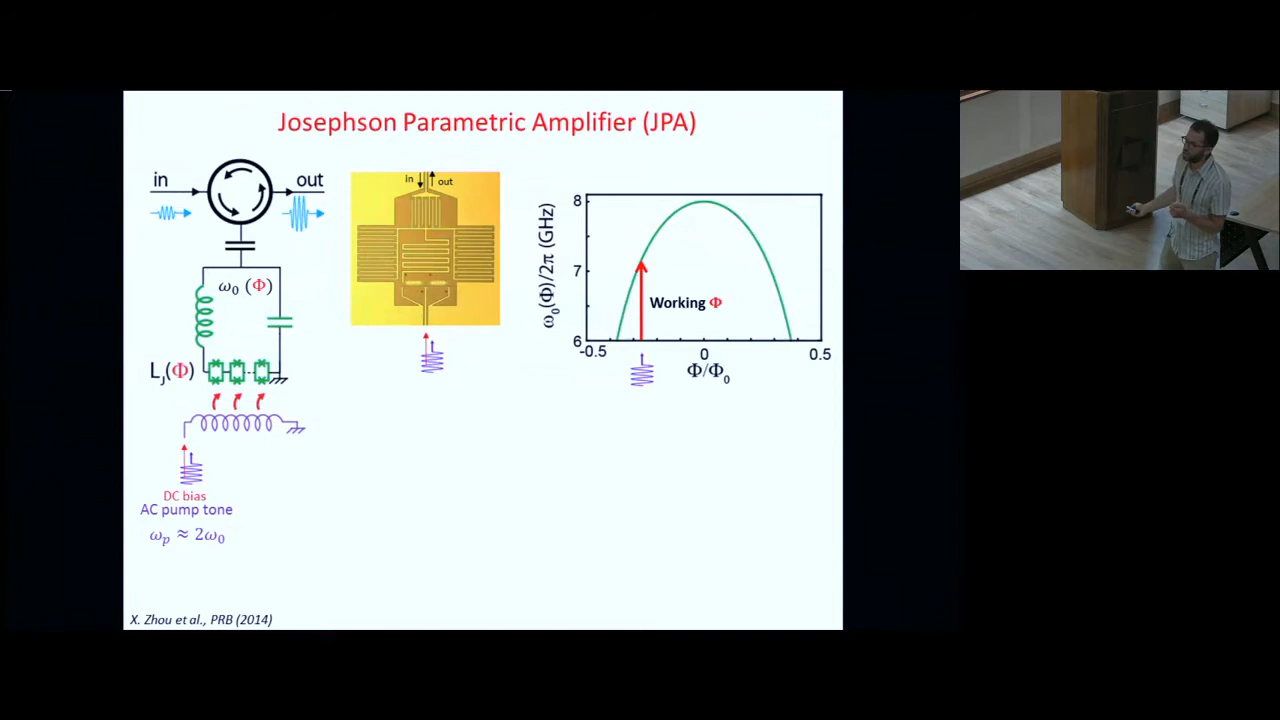 Josephson Parametric Amplifier (JPA)
in
out
ω₀ (Φ)
L_J(Φ)
DC bias
AC pump tone
ω_p ≈ 2ω₀
in
out
ω₀(Φ)/2π (GHz)
8
7
6
Working Φ
-0.5
0
0.5
Φ/Φ₀
X. Zhou et al., PRB (2014)